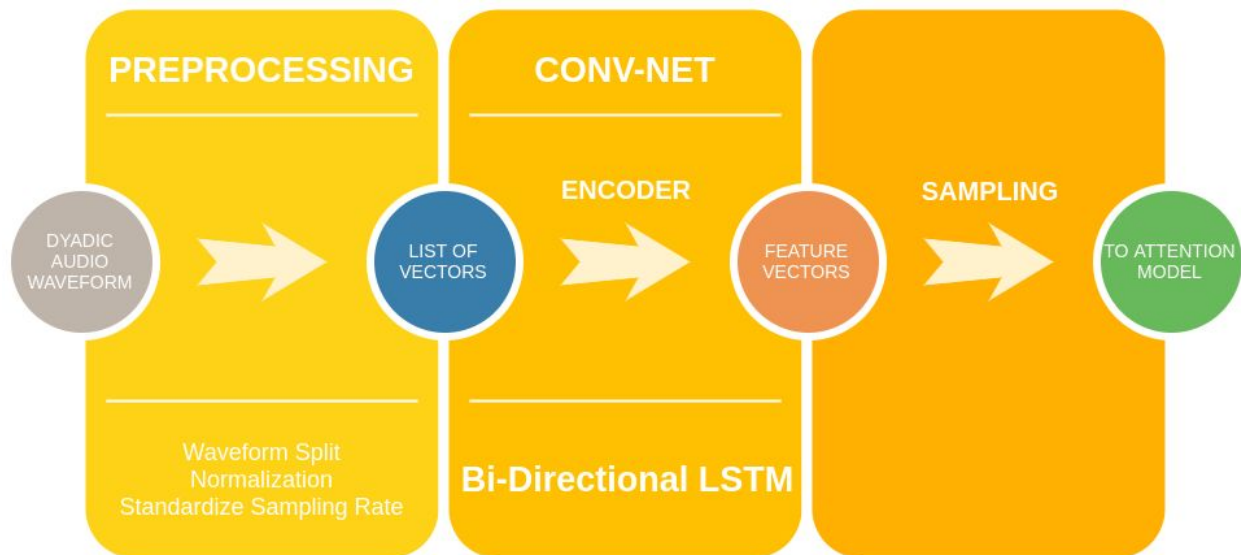 PREPROCESSING
CONV-NET
ENCODER
SAMPLING
DYADIC
AUDIO
WAVEFORM
LIST OF
VECTORS
FEATURE
VECTORS
TO ATTENTION
MODEL
Waveform Split
Normalization
Standardize Sampling Rate
Bi-Directional LSTM